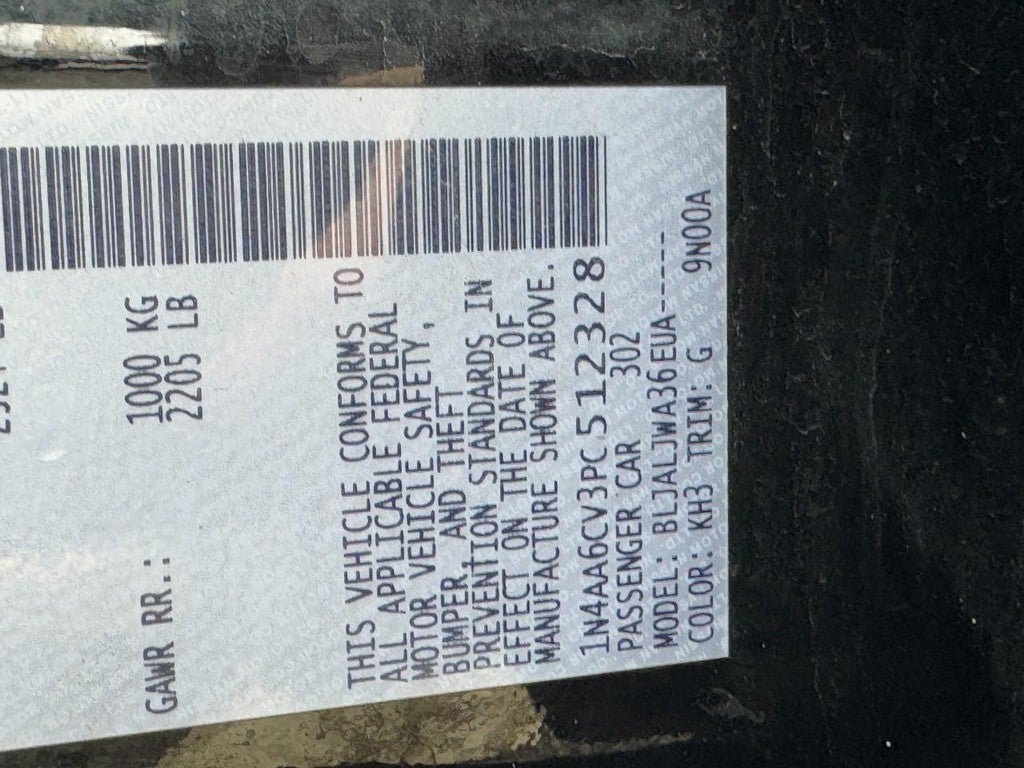 GAWR RR.: 1000 KG
2205 LB
THIS VEHICLE CONFORMS TO
ALL APPLICABLE FEDERAL
MOTOR VEHICLE SAFETY,
BUMPER, AND THEFT
PREVENTION STANDARDS IN
EFFECT ON THE DATE OF
MANUFACTURE SHOWN ABOVE.
1N4AA6CV3PC512328
PASSENGER CAR 302
MODEL: BLJALJWA36EUA-----
COLOR: KH3 TRIM: G 9N00A